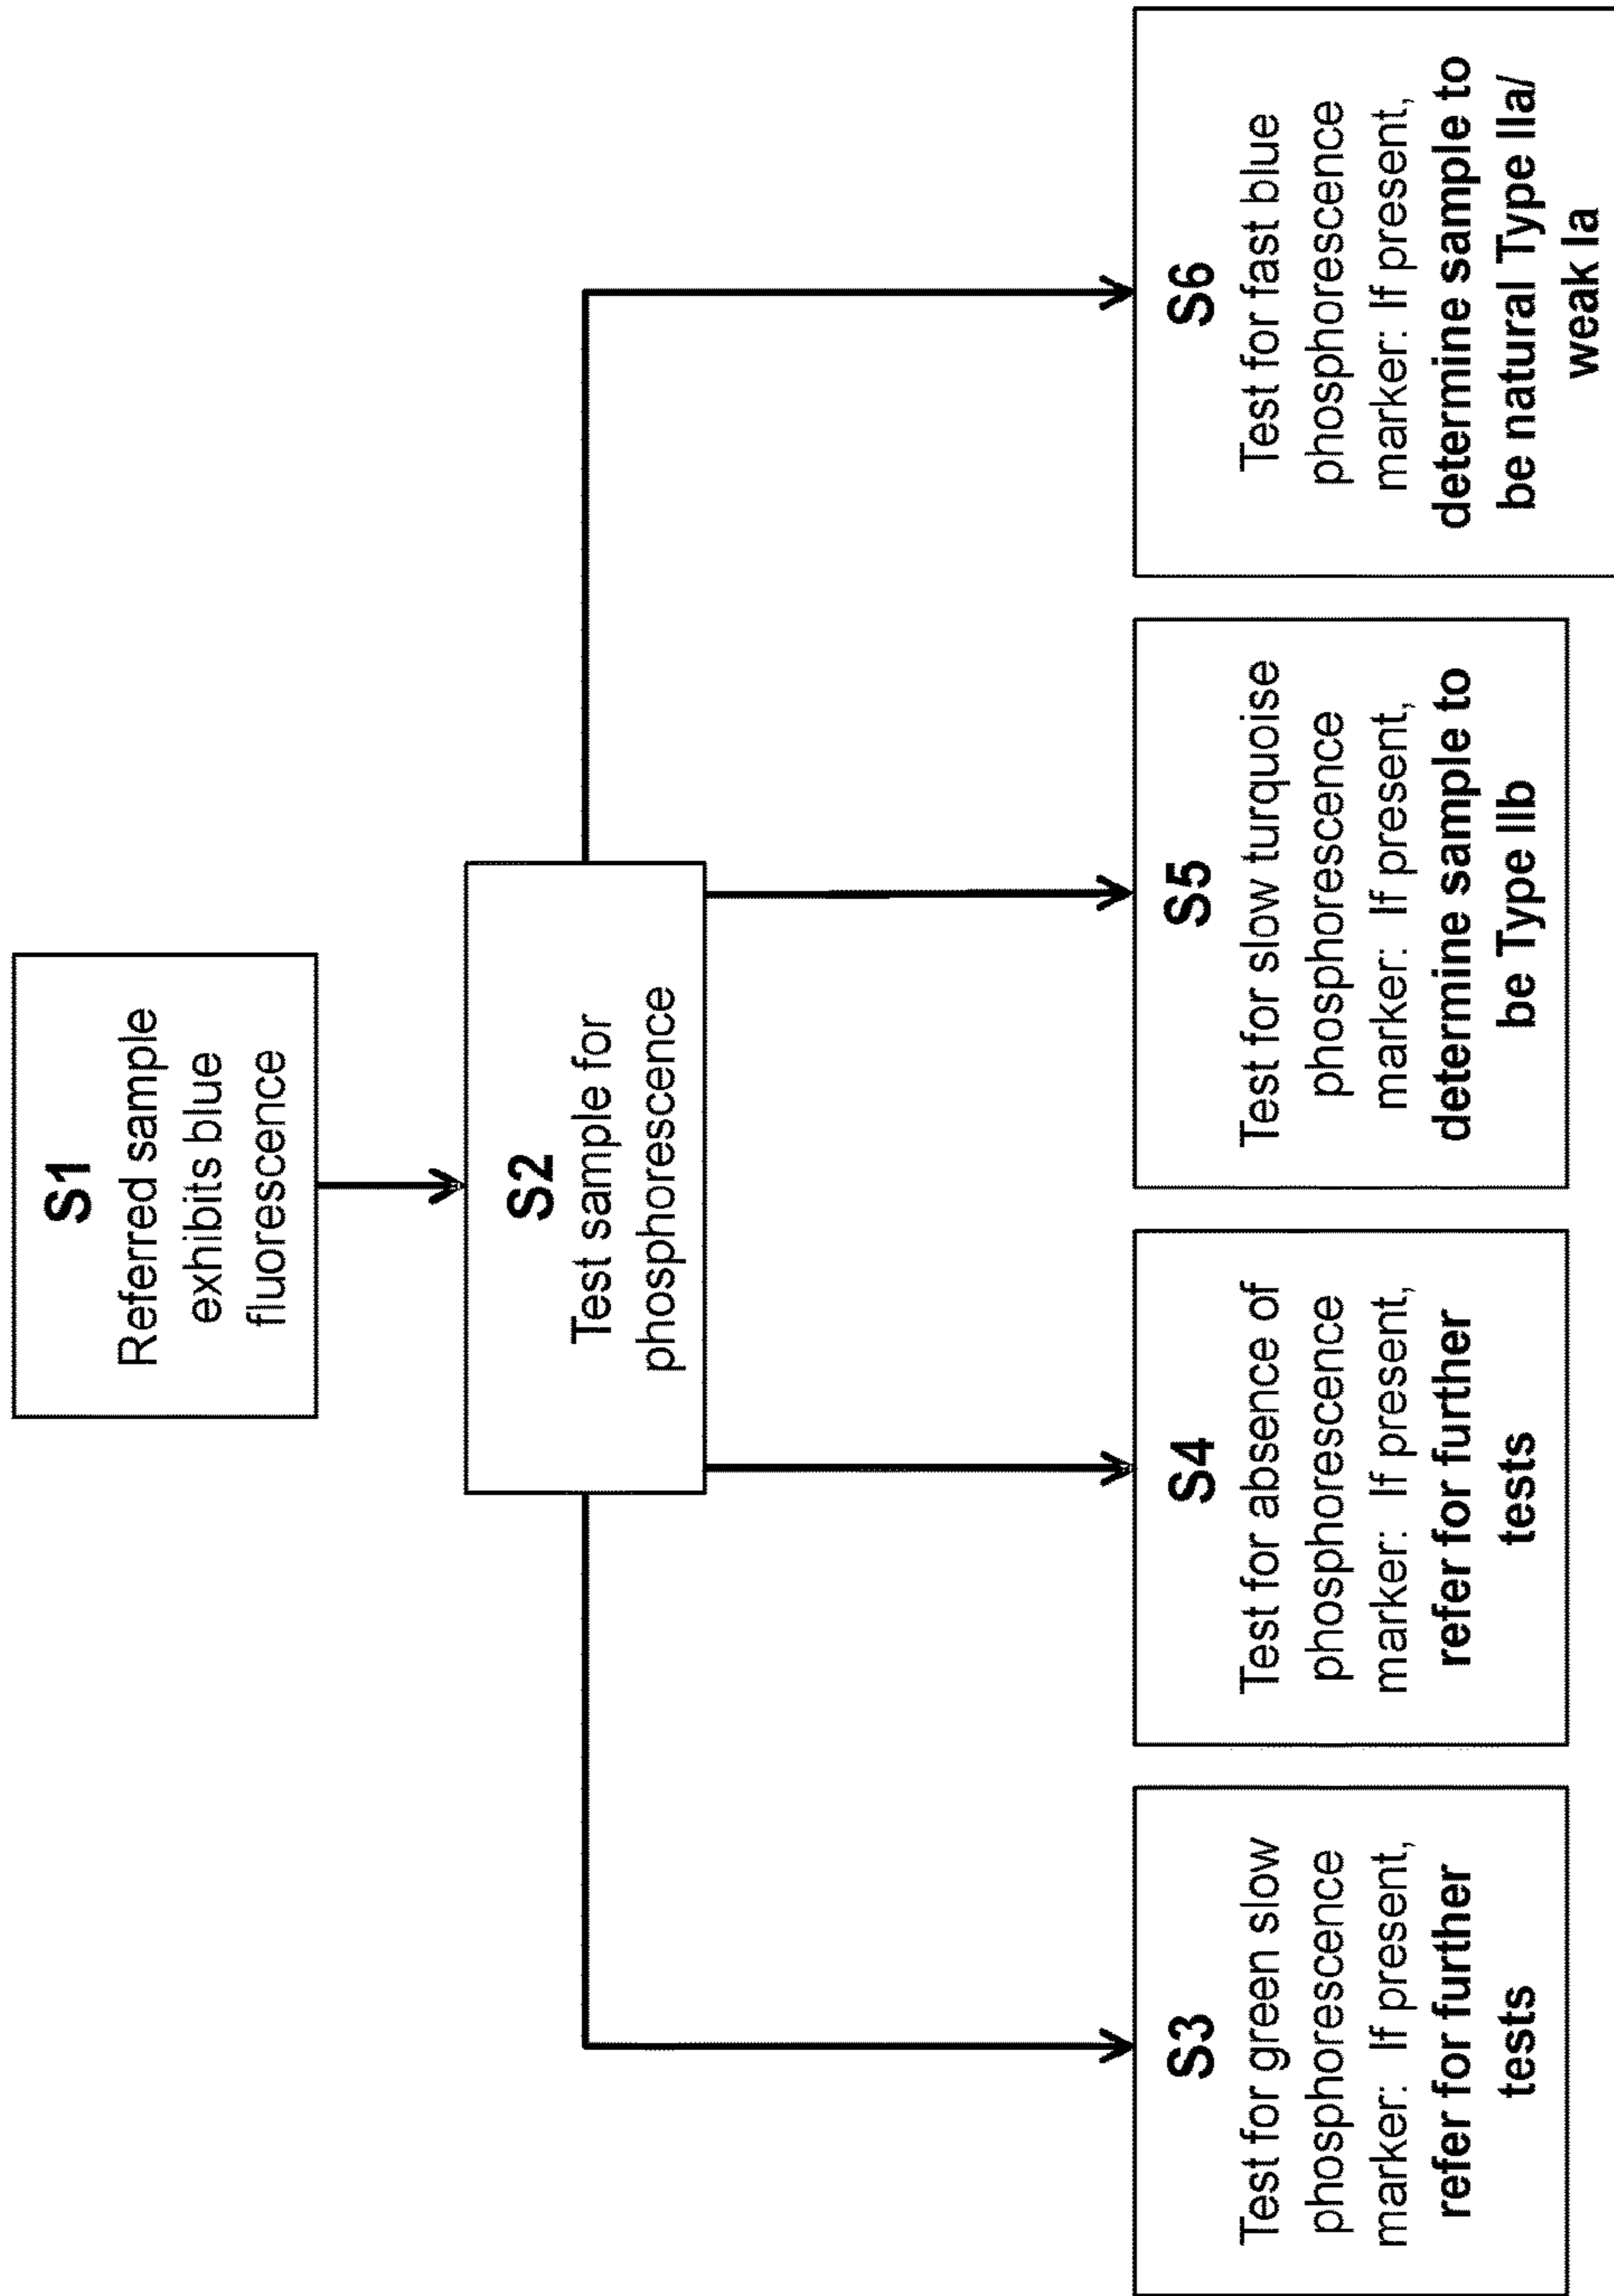 S1
Referred sample
exhibits blue
fluorescence
S2
Test sample for
phosphorescence
S3
Test for green slow
phosphorescence
marker: If present,
refer for further
tests
S4
Test for absence of
phosphorescence
marker: If present,
refer for further
tests
S5
Test for slow turquoise
phosphorescence
marker: If present,
determine sample to
be Type IIb
S6
Test for fast blue
phosphorescence
marker: If present,
determine sample to
be natural Type IIa/
weak Ia